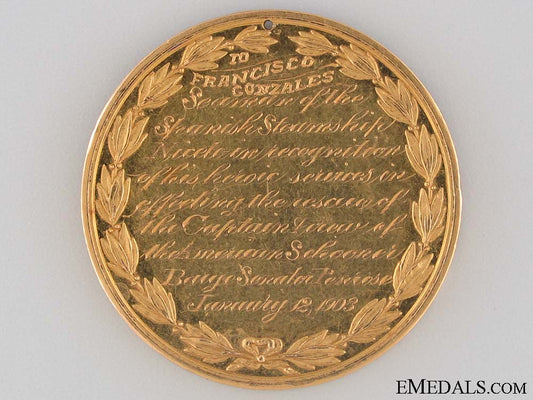 TO
FRANCISCO
GONZALES
Seaman of the
Spanish Steamship
Niceto in recognition
of his heroic services in
effecting the rescue of
the Captain & crew of
the American Schooner
Barge Senator Penrose
January 12, 1903
EMEDALS.COM